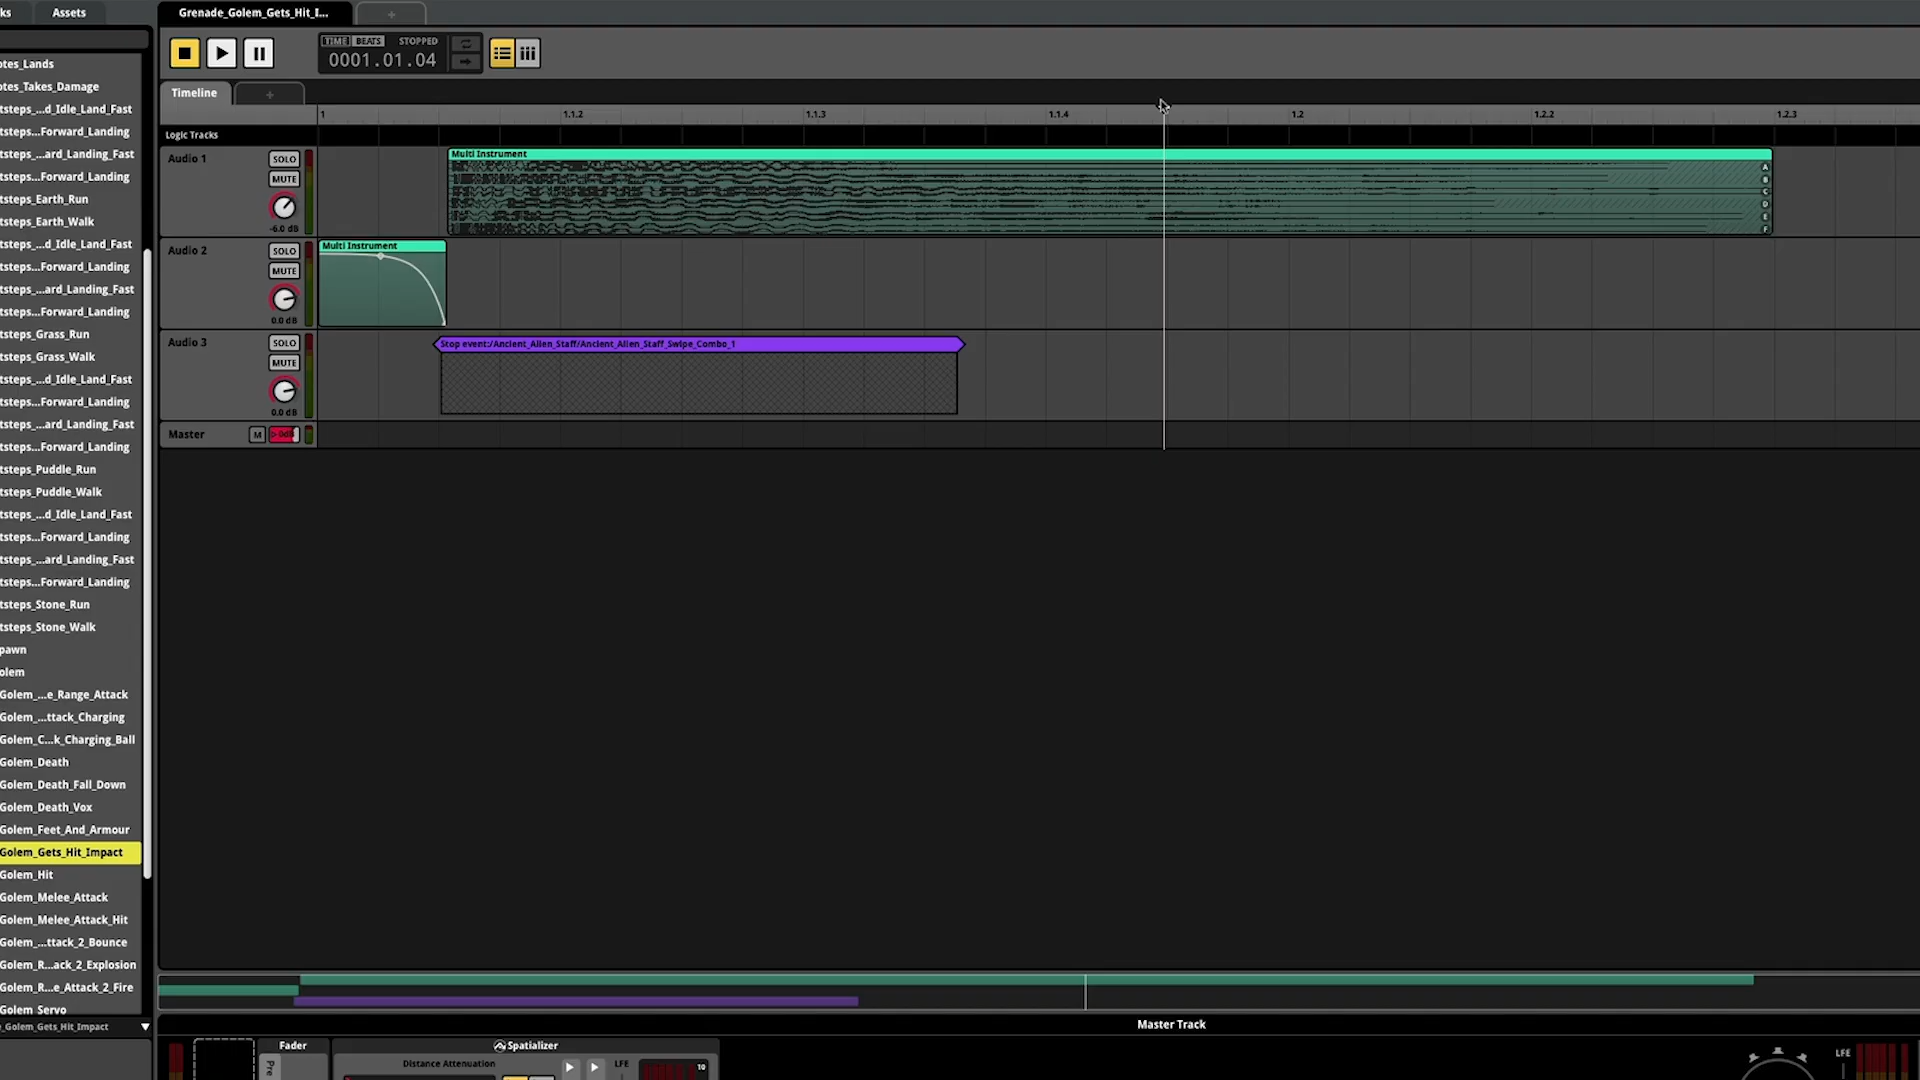 ks
Assets
Grenade_Golem_Gets_Hit_I...
+
TIME
BEATS
STOPPED
0001.01.04
Timeline
+
1
1.1.2
1.1.3
1.1.4
1.2
1.2.2
1.2.3
Logic Tracks
Audio 1
SOLO
MUTE
-6.0 dB
Multi Instrument
A
B
C
D
E
F
Audio 2
SOLO
MUTE
0.0 dB
Multi Instrument
Audio 3
SOLO
MUTE
0.0 dB
Stop event:/Ancient_Alien_Staff/Ancient_Alien_Staff_Swipe_Combo_1
Master
M
otes_Lands
otes_Takes_Damage
tsteps_...d_Idle_Land_Fast
tsteps...Forward_Landing
tsteps_...ard_Landing_Fast
tsteps...Forward_Landing
tsteps_Earth_Run
tsteps_Earth_Walk
tsteps_...d_Idle_Land_Fast
tsteps...Forward_Landing
tsteps_...ard_Landing_Fast
tsteps...Forward_Landing
tsteps_Grass_Run
tsteps_Grass_Walk
tsteps_...d_Idle_Land_Fast
tsteps...Forward_Landing
tsteps_...ard_Landing_Fast
tsteps...Forward_Landing
tsteps_Puddle_Run
tsteps_Puddle_Walk
tsteps_...d_Idle_Land_Fast
tsteps...Forward_Landing
tsteps_...ard_Landing_Fast
tsteps...Forward_Landing
tsteps_Stone_Run
tsteps_Stone_Walk
pawn
olem
Golem_...e_Range_Attack
Golem_...ttack_Charging
Golem_C...k_Charging_Ball
Golem_Death
Golem_Death_Fall_Down
Golem_Death_Vox
Golem_Feet_And_Armour
Golem_Gets_Hit_Impact
Golem_Hit
Golem_Melee_Attack
Golem_Melee_Attack_Hit
Golem_...ttack_2_Bounce
Golem_R...ack_2_Explosion
Golem_R...e_Attack_2_Fire
Golem_Servo
e_Golem_Gets_Hit_Impact
Master Track
Fader
Pre
Spatializer
Distance Attenuation
LFE
10
LFE